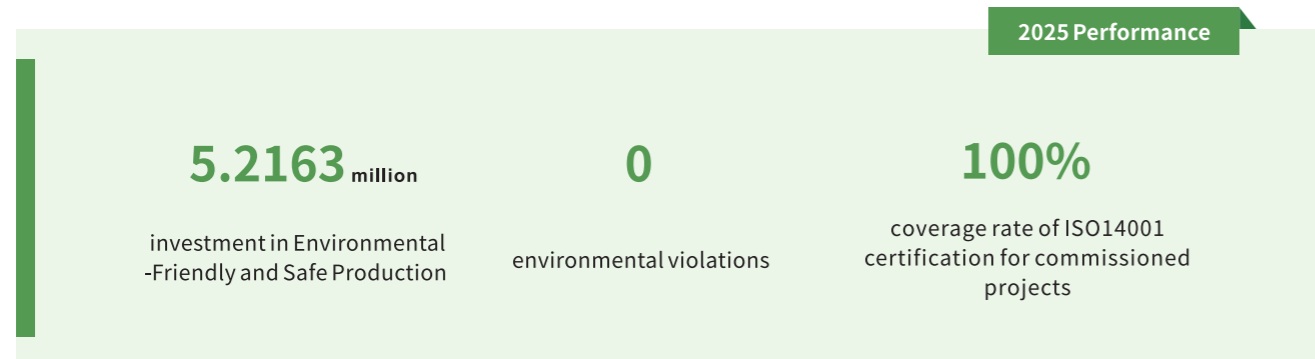 2025 Performance
5.2163 million
investment in Environmental
-Friendly and Safe Production
0
environmental violations
100%
coverage rate of ISO14001
certification for commissioned
projects